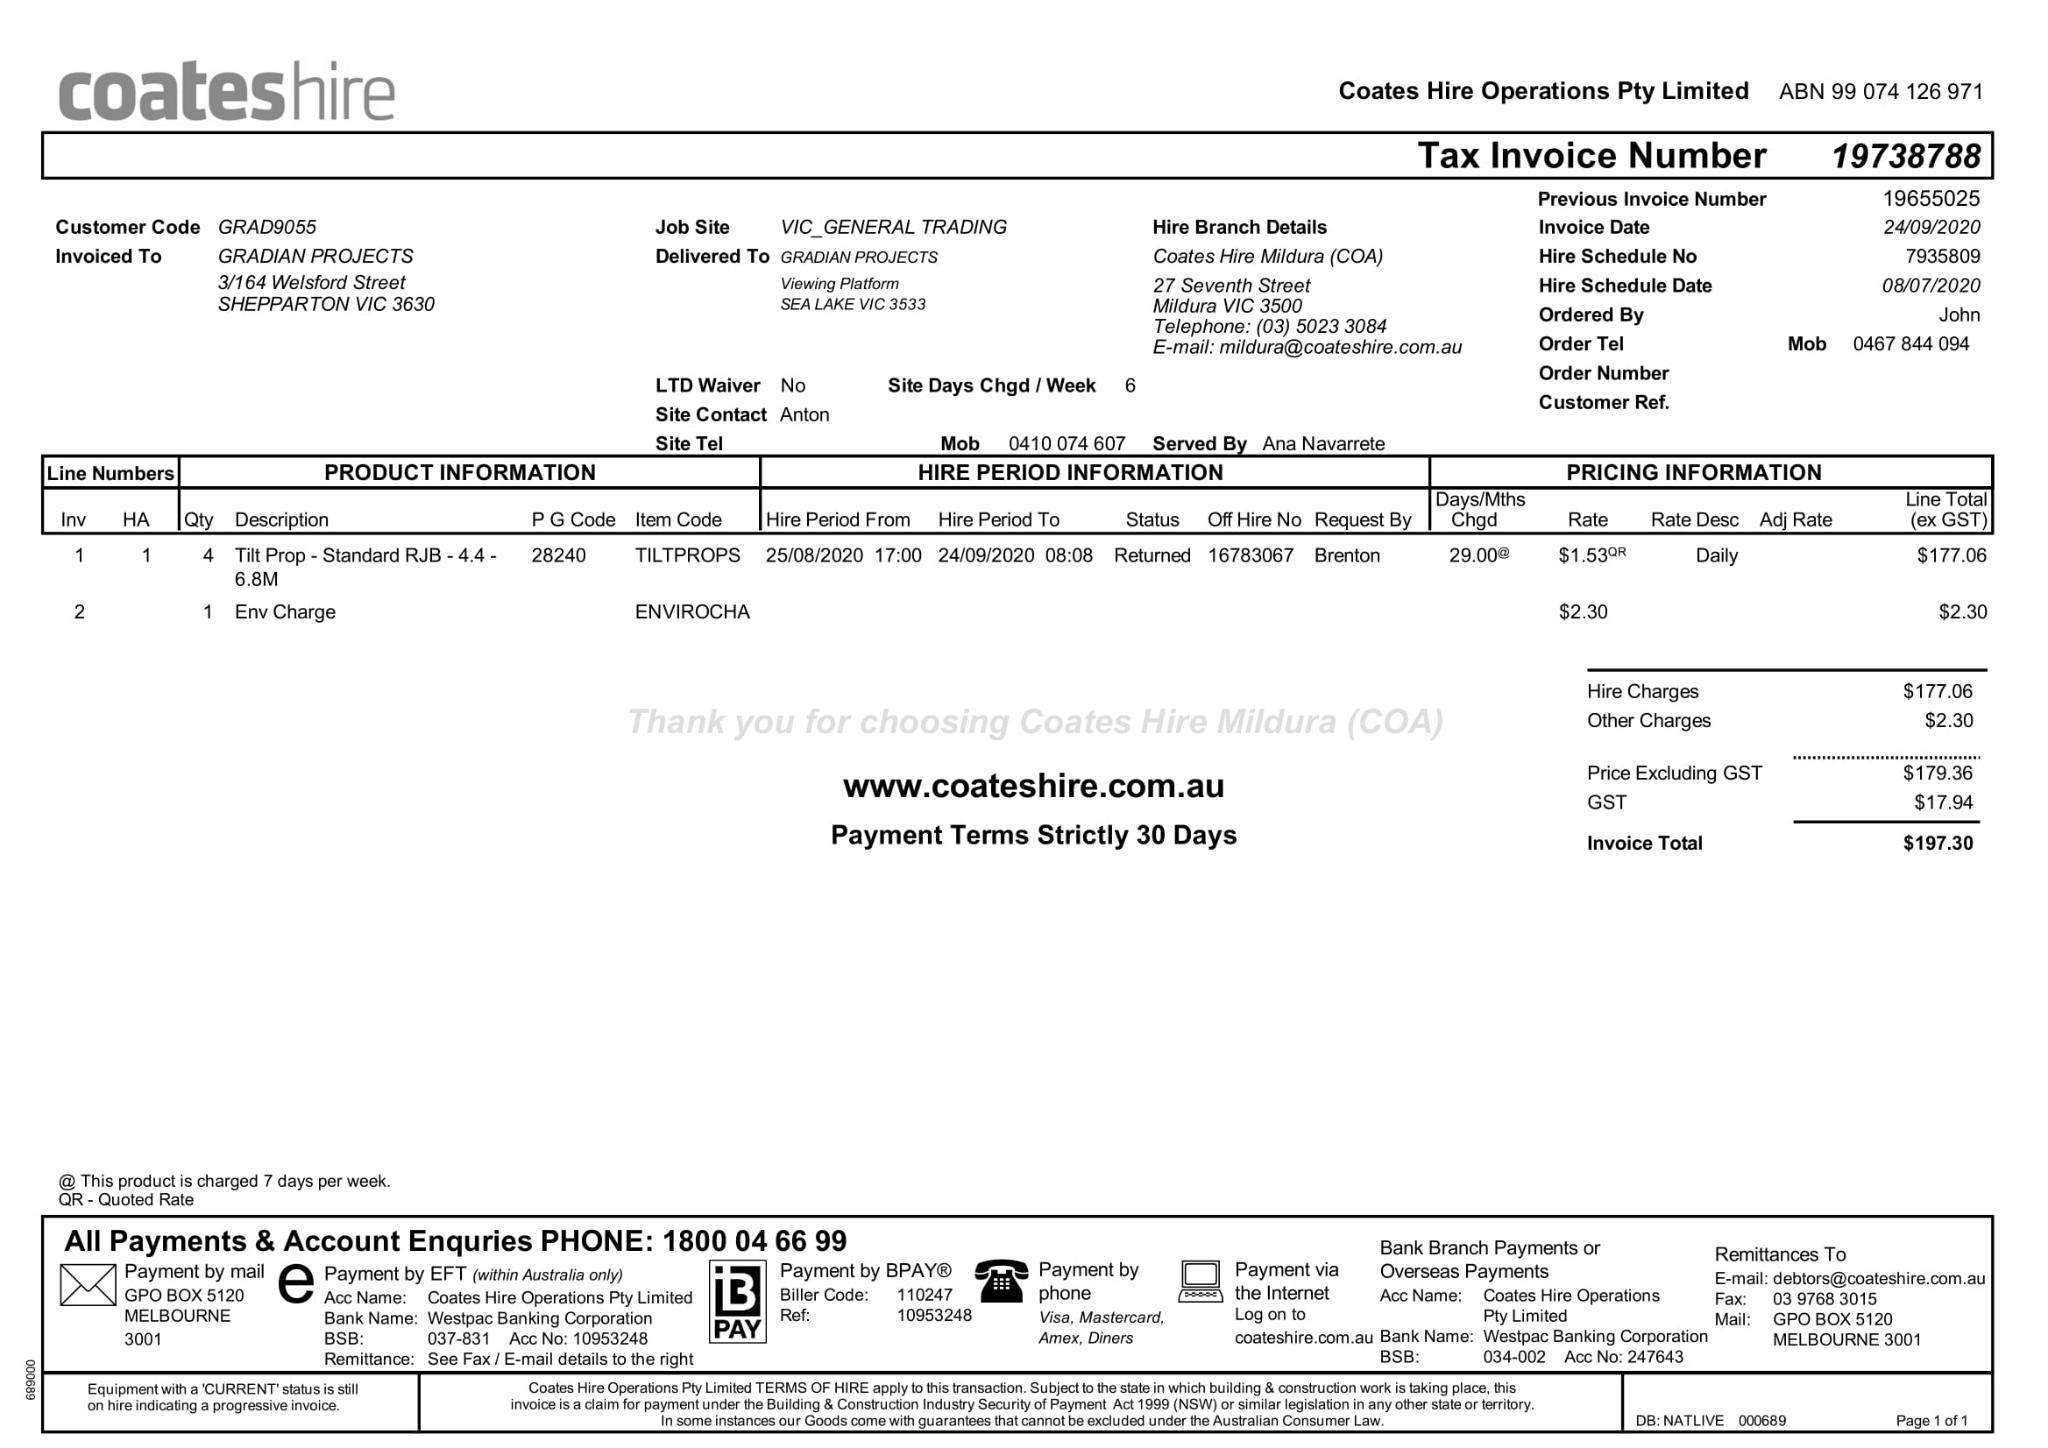 coateshire
Coates Hire Operations Pty Limited ABN 99 074 126 971
Tax Invoice Number 19738788
Previous Invoice Number 19655025
Invoice Date 24/09/2020
Hire Schedule No 7935809
Hire Schedule Date 08/07/2020
Ordered By John
Order Tel Mob 0467 844 094
Order Number
Customer Ref.
Customer Code GRAD9055
Invoiced To GRADIAN PROJECTS
3/164 Welsford Street
SHEPPARTON VIC 3630
Job Site VIC_GENERAL TRADING
Delivered To GRADIAN PROJECTS
Viewing Platform
SEA LAKE VIC 3533
Hire Branch Details
Coates Hire Mildura (COA)
27 Seventh Street
Mildura VIC 3500
Telephone: (03) 5023 3084
E-mail: mildura@coateshire.com.au
LTD Waiver No Site Days Chgd / Week 6
Site Contact Anton
Site Tel Mob 0410 074 607 Served By Ana Navarrete
Line Numbers PRODUCT INFORMATION HIRE PERIOD INFORMATION PRICING INFORMATION
Inv HA Qty Description P G Code Item Code Hire Period From Hire Period To Status Off Hire No Request By Days/Mths Chgd Rate Rate Desc Adj Rate Line Total (ex GST)
1 1 4 Tilt Prop - Standard RJB - 4.4 - 28240 TILTPROPS 25/08/2020 17:00 24/09/2020 08:08 Returned 16783067 Brenton 29.00@ $1.53QR Daily $177.06
6.8M
2 1 Env Charge ENVIROCHA $2.30 $2.30
Hire Charges $177.06
Other Charges $2.30
Price Excluding GST $179.36
GST $17.94
Invoice Total $197.30
Thank you for choosing Coates Hire Mildura (COA)
www.coateshire.com.au
Payment Terms Strictly 30 Days
@ This product is charged 7 days per week.
QR - Quoted Rate
All Payments & Account Enquries PHONE: 1800 04 66 99
Payment by mail
GPO BOX 5120
MELBOURNE
3001
e
Payment by EFT (within Australia only)
Acc Name: Coates Hire Operations Pty Limited
Bank Name: Westpac Banking Corporation
BSB: 037-831 Acc No: 10953248
Remittance: See Fax / E-mail details to the right
B
PAY
Payment by BPAY®
Biller Code: 110247
Ref: 10953248
Payment by
phone
Visa, Mastercard,
Amex, Diners
Payment via
the Internet
Log on to
coateshire.com.au
Bank Branch Payments or
Overseas Payments
Acc Name: Coates Hire Operations
Pty Limited
Bank Name: Westpac Banking Corporation
BSB: 034-002 Acc No: 247643
Remittances To
E-mail: debtors@coateshire.com.au
Fax: 03 9768 3015
Mail: GPO BOX 5120
MELBOURNE 3001
000689
Equipment with a 'CURRENT' status is still
on hire indicating a progressive invoice.
Coates Hire Operations Pty Limited TERMS OF HIRE apply to this transaction. Subject to the state in which building & construction work is taking place, this
invoice is a claim for payment under the Building & Construction Industry Security of Payment Act 1999 (NSW) or similar legislation in any other state or territory.
In some instances our Goods come with guarantees that cannot be excluded under the Australian Consumer Law.
DB: NATLIVE 000689 Page 1 of 1